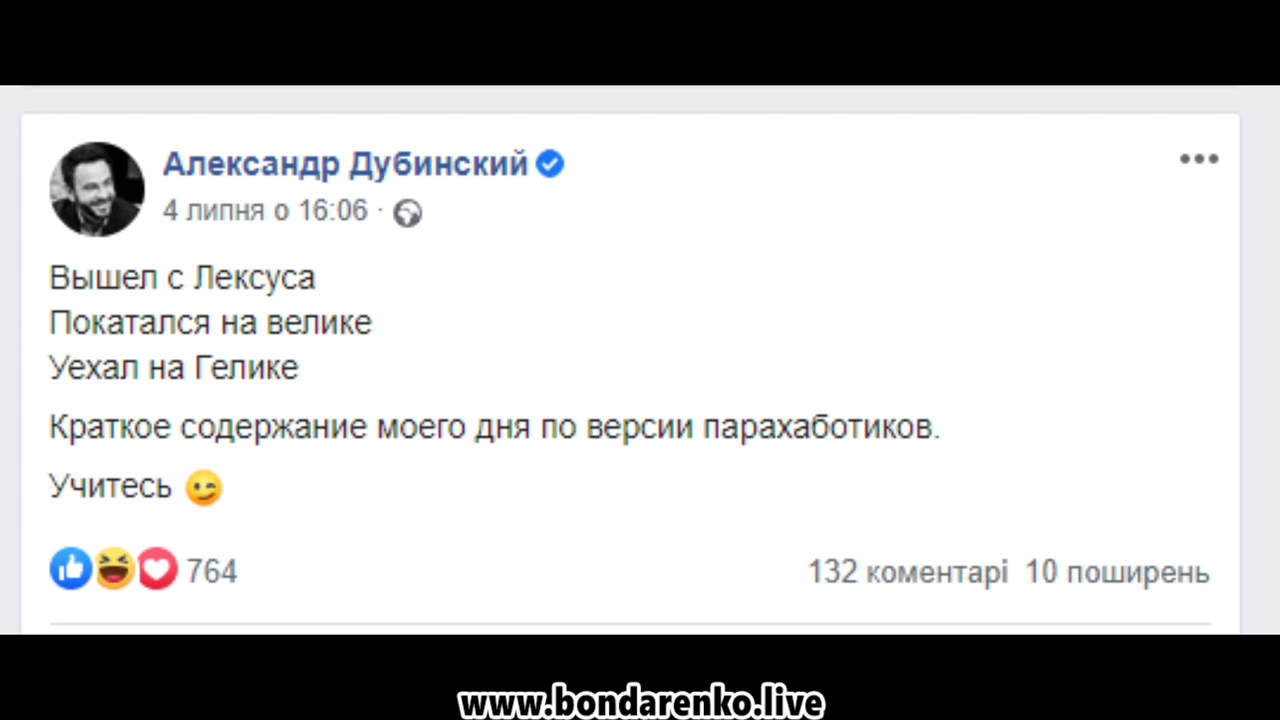 Александр Дубинский
4 липня о 16:06 ·
Вышел с Лексуса
Покатался на велике
Уехал на Гелике
Краткое содержание моего дня по версии парахаботиков.
Учитесь 😉
764
132 коментарі 10 поширень
www.bondarenko.live